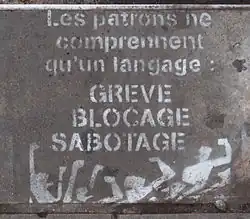 Les patrons ne
comprennent
qu'un langage :
GREVE
BLOCAGE
SABOTAGE